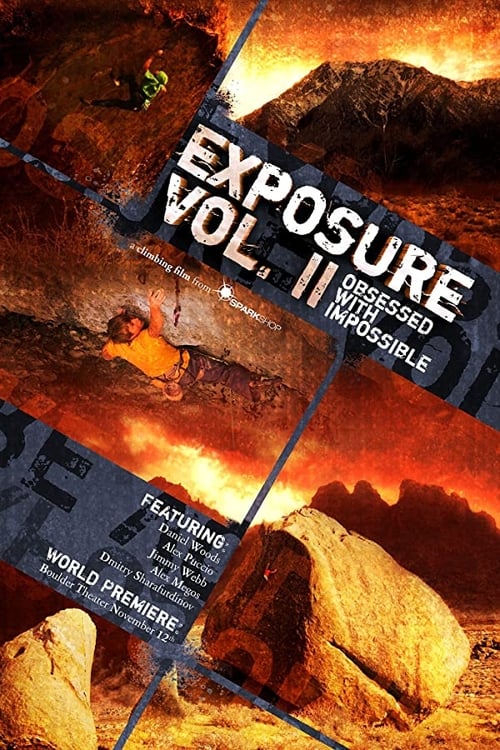 EXPOSURE
VOL. II
OBSESSED
WITH
IMPOSSIBLE
a climbing film from SPARKSHOP
FEATURING:
Daniel Woods
Alex Puccio
Jimmy Webb
Alex Megos
Dmitry Sharafutdinov
WORLD PREMIERE:
Boulder Theater November 12th